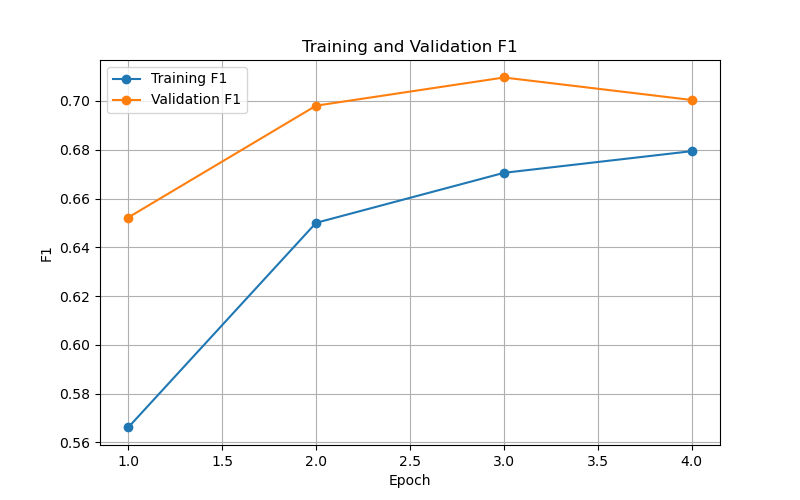 Training and Validation F1
Training F1
Validation F1
0.70
0.68
0.66
0.64
0.62
0.60
0.58
0.56
F1
1.0 1.5 2.0 2.5 3.0 3.5 4.0
Epoch